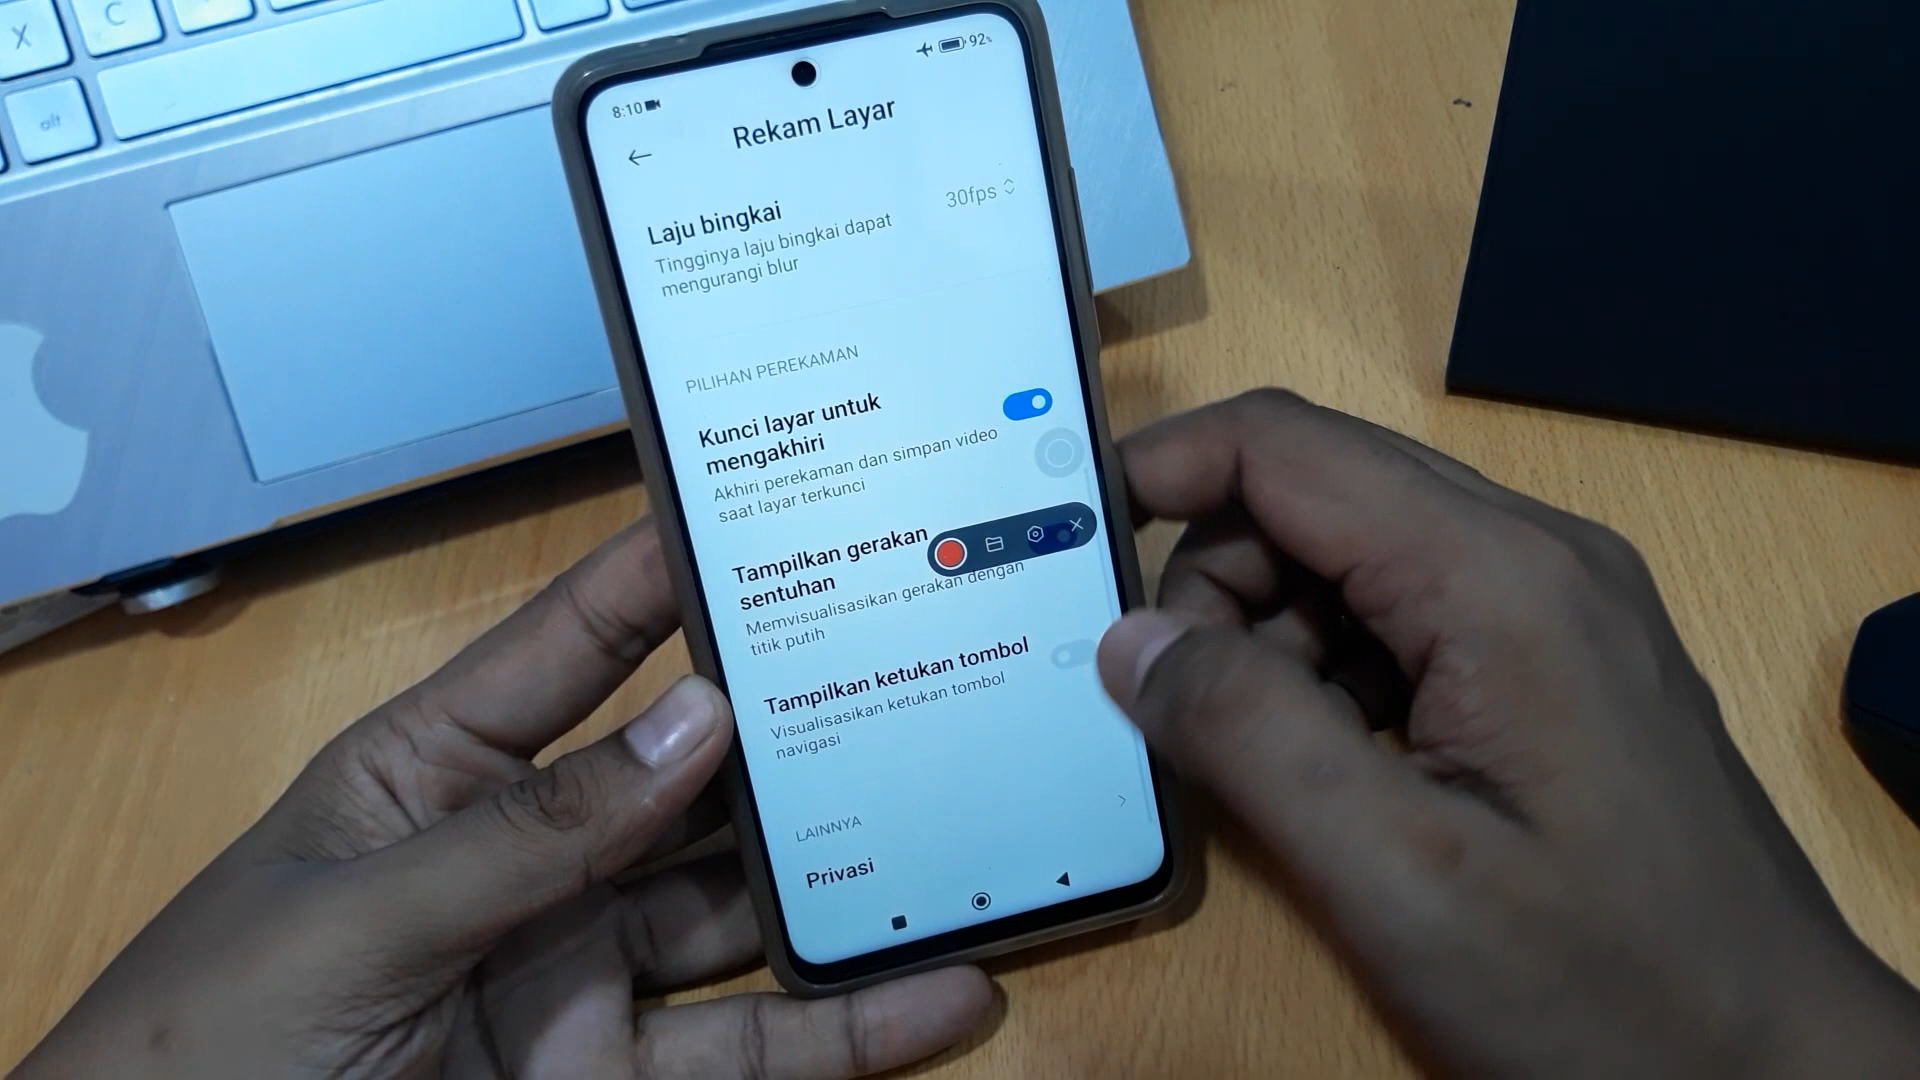 X
C
alt
8:10
92%
Rekam Layar
Laju bingkai
30fps
Tingginya laju bingkai dapat
mengurangi blur
PILIHAN PEREKAMAN
Kunci layar untuk
mengakhiri
Akhiri perekaman dan simpan video
saat layar terkunci
Tampilkan gerakan
sentuhan
Memvisualisasikan gerakan dengan
titik putih
Tampilkan ketukan tombol
Visualisasikan ketukan tombol
navigasi
LAINNYA
Privasi